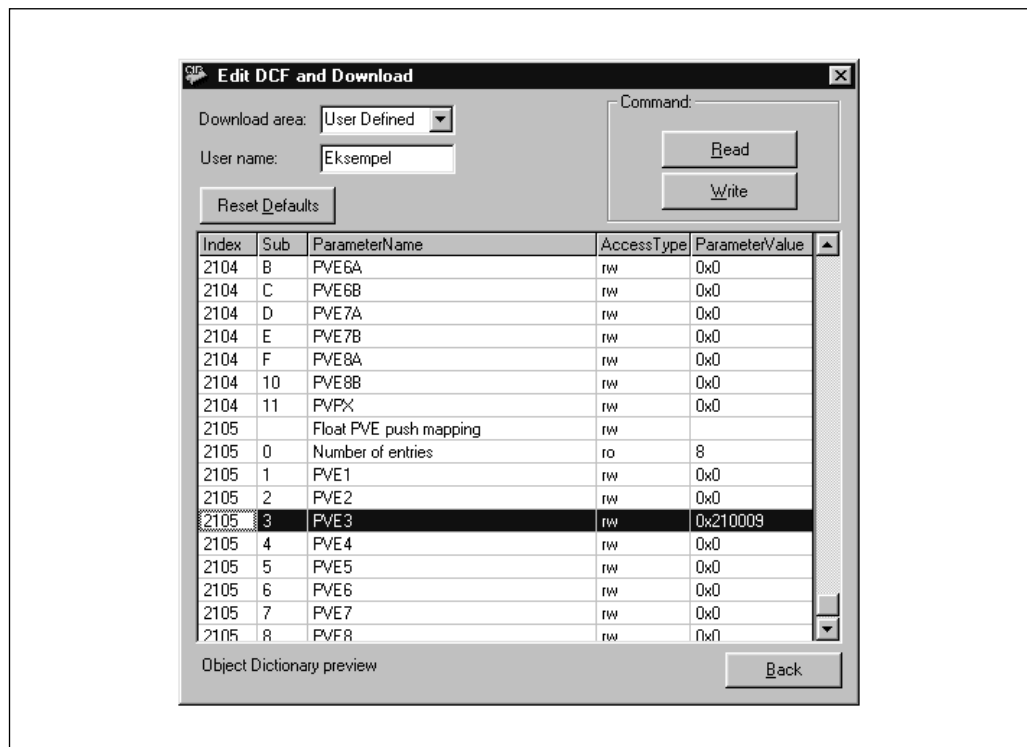 CIP Edit DCF and Download
Command:
Download area: User Defined
Read
User name: Eksempel
Write
Reset Defaults
Index Sub ParameterName AccessType ParameterValue
2104 B PVE6A rw 0x0
2104 C PVE6B rw 0x0
2104 D PVE7A rw 0x0
2104 E PVE7B rw 0x0
2104 F PVE8A rw 0x0
2104 10 PVE8B rw 0x0
2104 11 PVPX rw 0x0
2105 Float PVE push mapping rw
2105 0 Number of entries ro 8
2105 1 PVE1 rw 0x0
2105 2 PVE2 rw 0x0
2105 3 PVE3 rw 0x210009
2105 4 PVE4 rw 0x0
2105 5 PVE5 rw 0x0
2105 6 PVE6 rw 0x0
2105 7 PVE7 rw 0x0
2105 8 PVE8 rw 0x0
Object Dictionary preview
Back